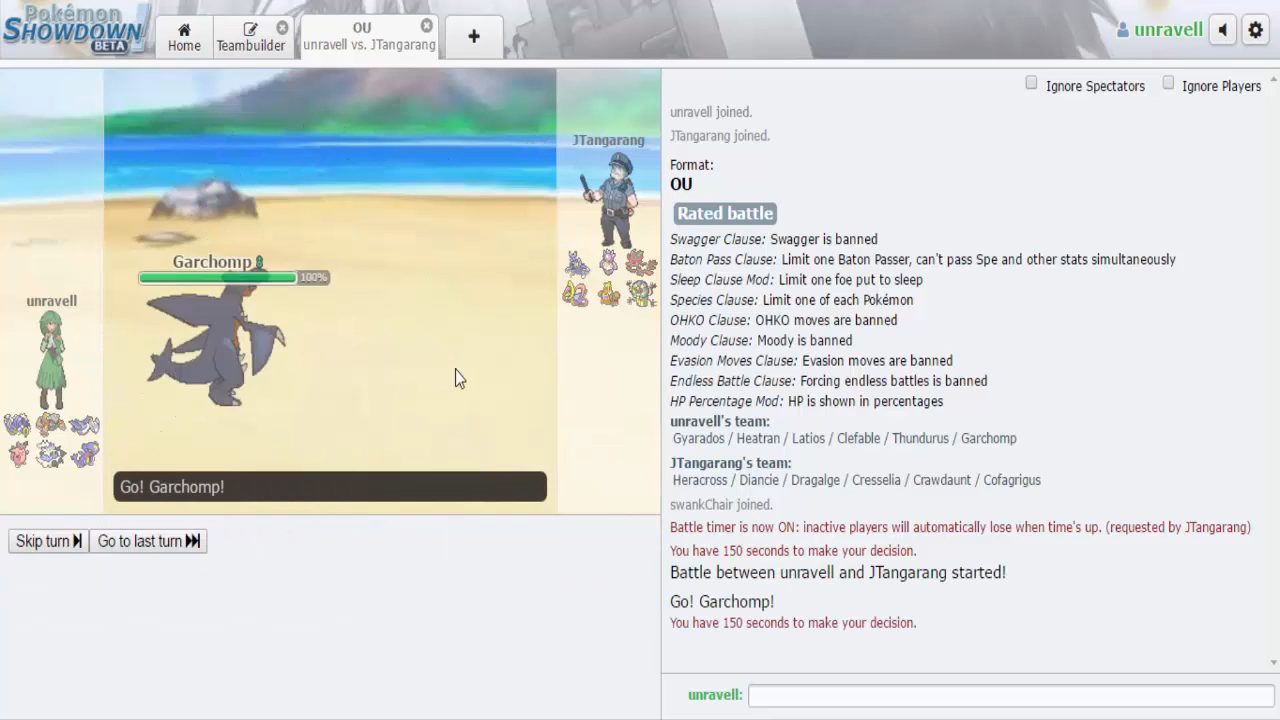 Pokémon
SHOWDOWN!
BETA
Home
Teambuilder
OU
unravell vs. JTangarang
+
unravell
JTangarang
Garchomp
100%
unravell
Go! Garchomp!
Skip turn
Go to last turn
Ignore Spectators
Ignore Players
unravell joined.
JTangarang joined.
Format:
OU
Rated battle
Swagger Clause: Swagger is banned
Baton Pass Clause: Limit one Baton Passer, can't pass Spe and other stats simultaneously
Sleep Clause Mod: Limit one foe put to sleep
Species Clause: Limit one of each Pokémon
OHKO Clause: OHKO moves are banned
Moody Clause: Moody is banned
Evasion Moves Clause: Evasion moves are banned
Endless Battle Clause: Forcing endless battles is banned
HP Percentage Mod: HP is shown in percentages
unravell's team:
Gyarados / Heatran / Latios / Clefable / Thundurus / Garchomp
JTangarang's team:
Heracross / Diancie / Dragalge / Cresselia / Crawdaunt / Cofagrigus
swankChair joined.
Battle timer is now ON: inactive players will automatically lose when time's up. (requested by JTangarang)
You have 150 seconds to make your decision.
Battle between unravell and JTangarang started!
Go! Garchomp!
You have 150 seconds to make your decision.
unravell: